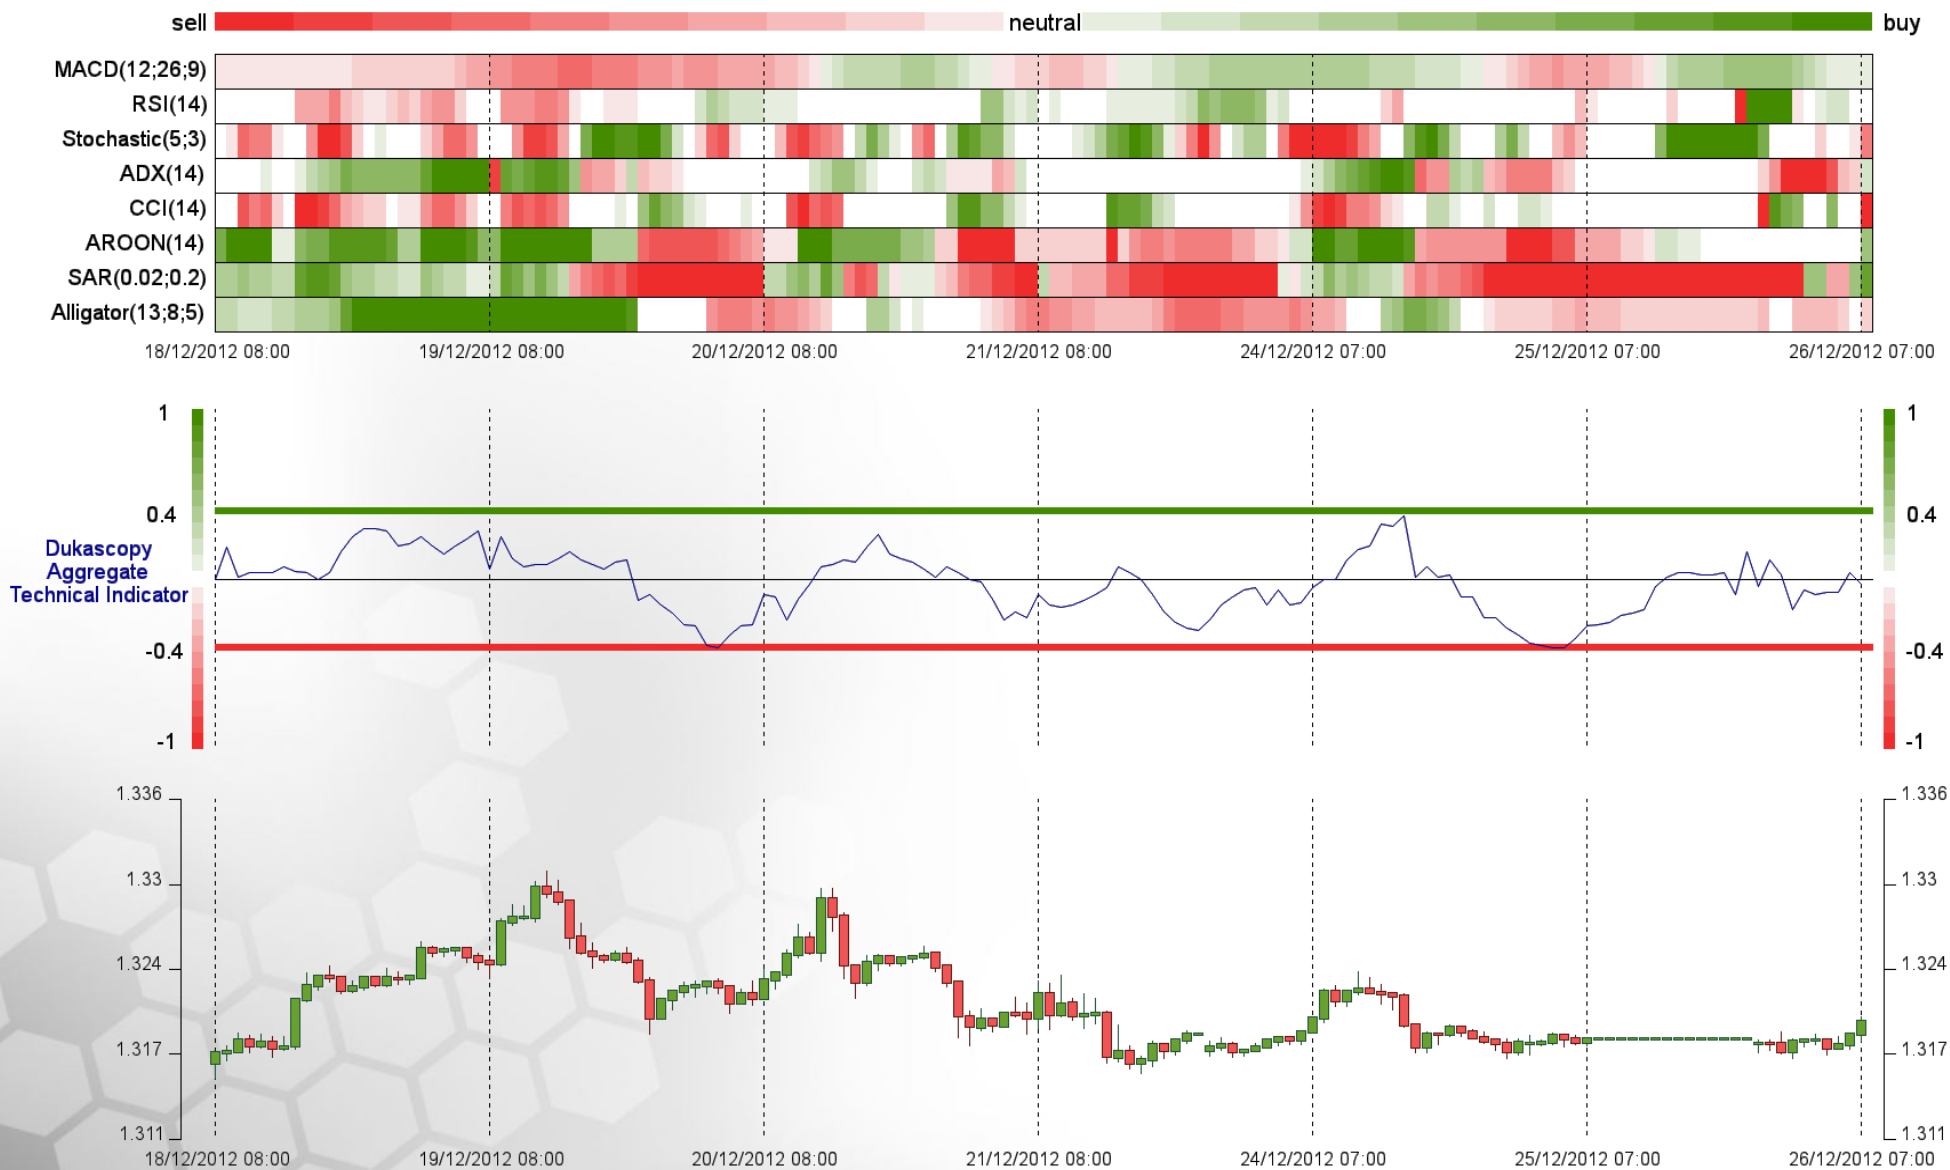 sell neutral buy
MACD(12;26;9)
RSI(14)
Stochastic(5;3)
ADX(14)
CCI(14)
AROON(14)
SAR(0.02;0.2)
Alligator(13;8;5)
18/12/2012 08:00 19/12/2012 08:00 20/12/2012 08:00 21/12/2012 08:00 24/12/2012 07:00 25/12/2012 07:00 26/12/2012 07:00
1 1
0.4 0.4
Dukascopy
Aggregate
Technical Indicator
-0.4 -0.4
-1 -1
1.336 1.336
1.33 1.33
1.324 1.324
1.317 1.317
1.311 1.311
18/12/2012 08:00 19/12/2012 08:00 20/12/2012 08:00 21/12/2012 08:00 24/12/2012 07:00 25/12/2012 07:00 26/12/2012 07:00